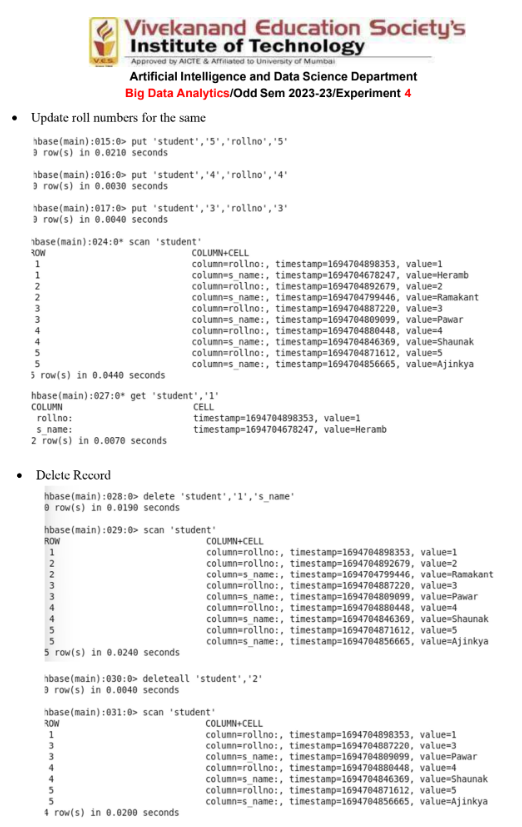 Vivekanand Education Society's
Institute of Technology
Approved by AICTE & Affiliated to University of Mumbai
V.E.S.
Artificial Intelligence and Data Science Department
Big Data Analytics/Odd Sem 2023-23/Experiment 4
• Update roll numbers for the same
hbase(main):015:0> put 'student','5','rollno','5'
0 row(s) in 0.0210 seconds
hbase(main):016:0> put 'student','4','rollno','4'
0 row(s) in 0.0030 seconds
hbase(main):017:0> put 'student','3','rollno','3'
0 row(s) in 0.0040 seconds
hbase(main):024:0* scan 'student'
ROW COLUMN+CELL
1 column=rollno:, timestamp=1694704898353, value=1
1 column=s_name:, timestamp=1694704678247, value=Heramb
2 column=rollno:, timestamp=1694704892679, value=2
2 column=s_name:, timestamp=1694704799446, value=Ramakant
3 column=rollno:, timestamp=1694704887220, value=3
3 column=s_name:, timestamp=1694704809099, value=Pawar
4 column=rollno:, timestamp=1694704880448, value=4
4 column=s_name:, timestamp=1694704846369, value=Shaunak
5 column=rollno:, timestamp=1694704871612, value=5
5 column=s_name:, timestamp=1694704856665, value=Ajinkya
5 row(s) in 0.0440 seconds
hbase(main):027:0* get 'student','1'
COLUMN CELL
rollno: timestamp=1694704898353, value=1
s_name: timestamp=1694704678247, value=Heramb
2 row(s) in 0.0070 seconds
• Delete Record
hbase(main):028:0> delete 'student','1','s_name'
0 row(s) in 0.0190 seconds
hbase(main):029:0> scan 'student'
ROW COLUMN+CELL
1 column=rollno:, timestamp=1694704898353, value=1
2 column=rollno:, timestamp=1694704892679, value=2
2 column=s_name:, timestamp=1694704799446, value=Ramakant
3 column=rollno:, timestamp=1694704887220, value=3
3 column=s_name:, timestamp=1694704809099, value=Pawar
4 column=rollno:, timestamp=1694704880448, value=4
4 column=s_name:, timestamp=1694704846369, value=Shaunak
5 column=rollno:, timestamp=1694704871612, value=5
5 column=s_name:, timestamp=1694704856665, value=Ajinkya
5 row(s) in 0.0240 seconds
hbase(main):030:0> deleteall 'student','2'
0 row(s) in 0.0040 seconds
hbase(main):031:0> scan 'student'
ROW COLUMN+CELL
1 column=rollno:, timestamp=1694704898353, value=1
3 column=rollno:, timestamp=1694704887220, value=3
3 column=s_name:, timestamp=1694704809099, value=Pawar
4 column=rollno:, timestamp=1694704880448, value=4
4 column=s_name:, timestamp=1694704846369, value=Shaunak
5 column=rollno:, timestamp=1694704871612, value=5
5 column=s_name:, timestamp=1694704856665, value=Ajinkya
4 row(s) in 0.0200 seconds